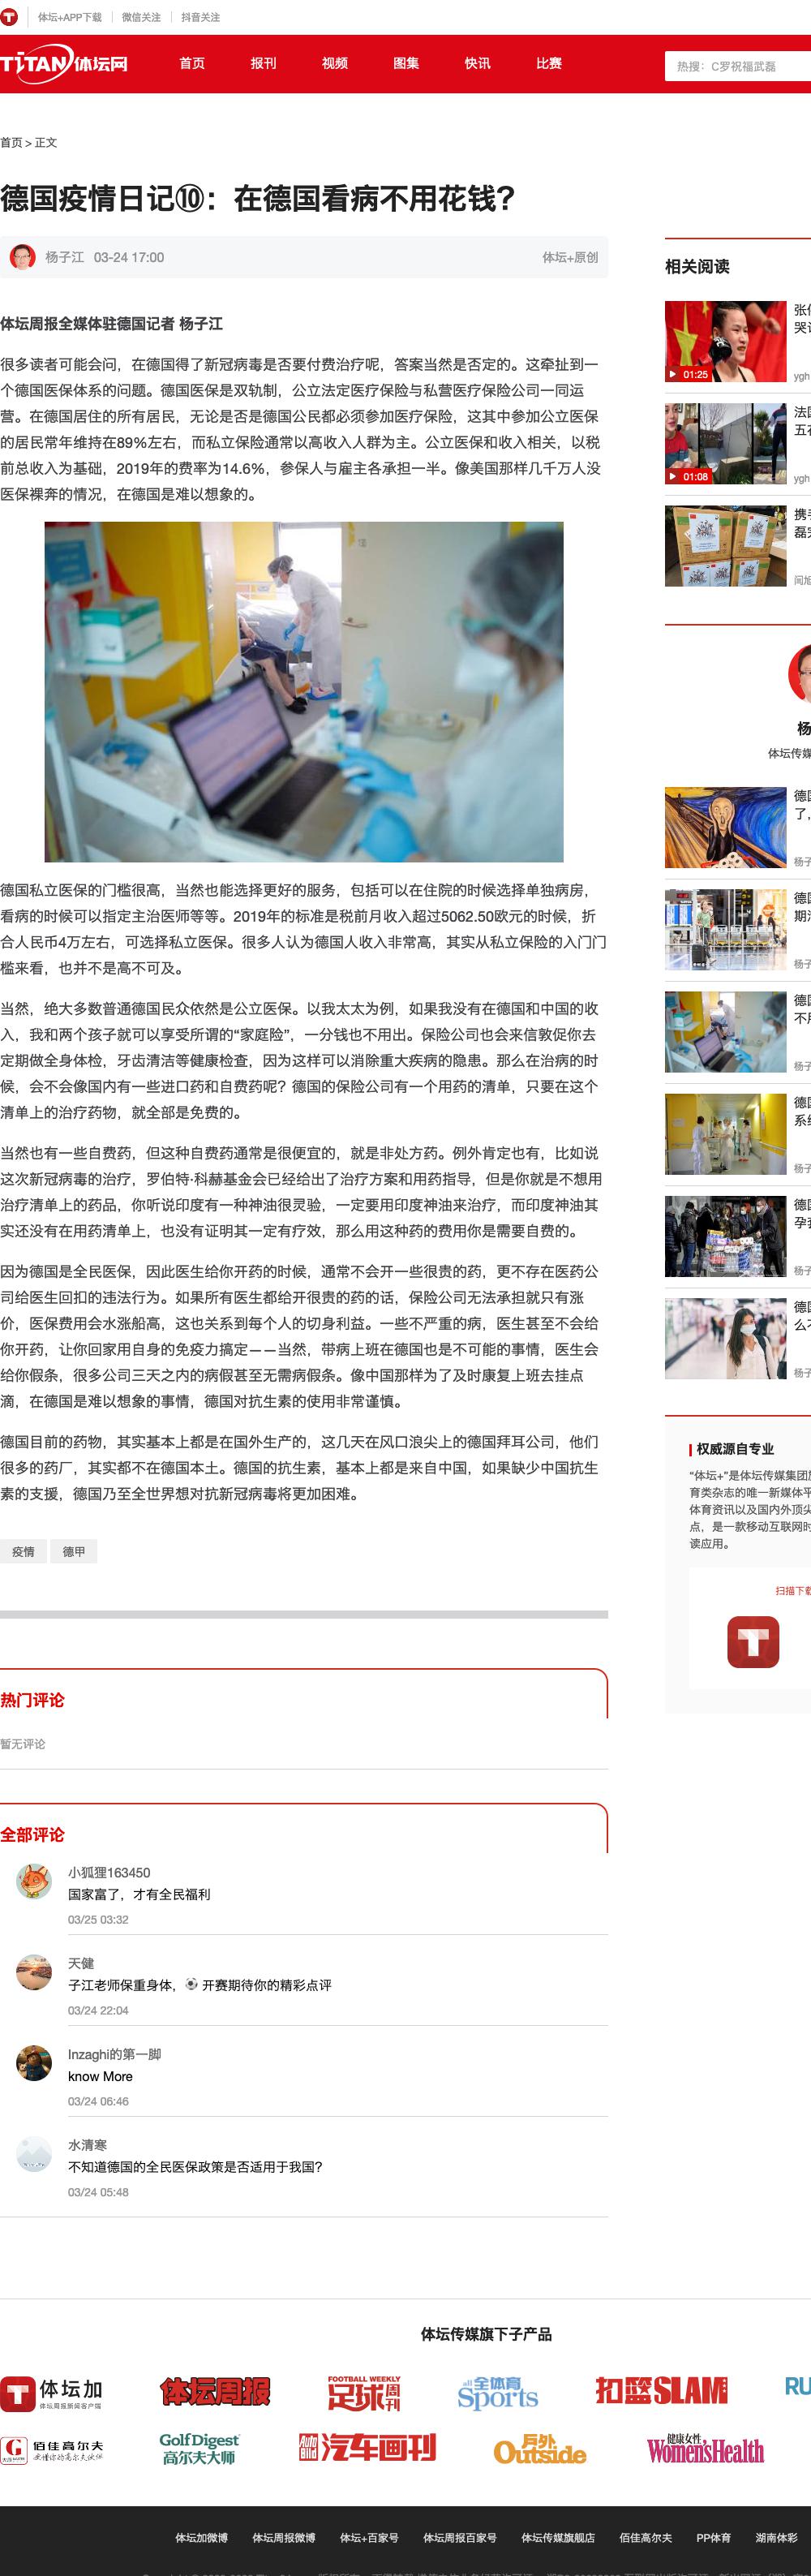 体坛+APP下载 微信关注 抖音关注
TiTAN体坛网 首页 报刊 视频 图集 快讯 比赛 热搜：C罗祝福武磊
首页 > 正文
德国疫情日记⑩：在德国看病不用花钱？
杨子江 03-24 17:00 体坛+原创
体坛周报全媒体驻德国记者 杨子江
很多读者可能会问，在德国得了新冠病毒是否要付费治疗呢，答案当然是否定的。这牵扯到一
个德国医保体系的问题。德国医保是双轨制，公立法定医疗保险与私营医疗保险公司一同运
营。在德国居住的所有居民，无论是否是德国公民都必须参加医疗保险，这其中参加公立医保
的居民常年维持在89%左右，而私立保险通常以高收入人群为主。公立医保和收入相关，以税
前总收入为基础，2019年的费率为14.6%，参保人与雇主各承担一半。像美国那样几千万人没
医保裸奔的情况，在德国是难以想象的。
德国私立医保的门槛很高，当然也能选择更好的服务，包括可以在住院的时候选择单独病房，
看病的时候可以指定主治医师等等。2019年的标准是税前月收入超过5062.50欧元的时候，折
合人民币4万左右，可选择私立医保。很多人认为德国人收入非常高，其实从私立保险的入门门
槛来看，也并不是高不可及。
当然，绝大多数普通德国民众依然是公立医保。以我太太为例，如果我没有在德国和中国的收
入，我和两个孩子就可以享受所谓的“家庭险”，一分钱也不用出。保险公司也会来信敦促你去
定期做全身体检，牙齿清洁等健康检查，因为这样可以消除重大疾病的隐患。那么在治病的时
候，会不会像国内有一些进口药和自费药呢？德国的保险公司有一个用药的清单，只要在这个
清单上的治疗药物，就全部是免费的。
当然也有一些自费药，但这种自费药通常是很便宜的，就是非处方药。例外肯定也有，比如说
这次新冠病毒的治疗，罗伯特·科赫基金会已经给出了治疗方案和用药指导，但是你就是不想用
治疗清单上的药品，你听说印度有一种神油很灵验，一定要用印度神油来治疗，而印度神油其
实还没有在用药清单上，也没有证明其一定有疗效，那么用这种药的费用你是需要自费的。
因为德国是全民医保，因此医生给你开药的时候，通常不会开一些很贵的药，更不存在医药公
司给医生回扣的违法行为。如果所有医生都给开很贵的药的话，保险公司无法承担就只有涨
价，医保费用会水涨船高，这也关系到每个人的切身利益。一些不严重的病，医生甚至不会给
你开药，让你回家用自身的免疫力搞定——当然，带病上班在德国也是不可能的事情，医生会
给你假条，很多公司三天之内的病假甚至无需病假条。像中国那样为了及时康复上班去挂点
滴，在德国是难以想象的事情，德国对抗生素的使用非常谨慎。
德国目前的药物，其实基本上都是在国外生产的，这几天在风口浪尖上的德国拜耳公司，他们
很多的药厂，其实都不在德国本土。德国的抗生素，基本上都是来自中国，如果缺少中国抗生
素的支援，德国乃至全世界想对抗新冠病毒将更加困难。
疫情 德甲
热门评论
暂无评论
全部评论
小狐狸163450
国家富了，才有全民福利
03/25 03:32
天健
子江老师保重身体，⚽ 开赛期待你的精彩点评
03/24 22:04
Inzaghi的第一脚
know More
03/24 06:46
水清寒
不知道德国的全民医保政策是否适用于我国？
03/24 05:48
相关阅读
01:25
ygh
01:08
ygh
体坛传媒
权威源自专业
“体坛+”是体坛传媒集团
育类杂志的唯一新媒体平
体育资讯以及国内外顶尖
点，是一款移动互联网时
读应用。
扫描下载
体坛传媒旗下子产品
体坛加 体坛周报新闻客户端 体坛周报 FOOTBALL WEEKLY 足球周刊 全体育 Sports 扣篮SLAM RU
佰佳高尔夫 GolfDigest 高尔夫大师 汽车画刊 户外 Outside 健康女性 Women'sHealth
体坛加微博 体坛周报微博 体坛+百家号 体坛周报百家号 体坛传媒旗舰店 佰佳高尔夫 PP体育 湖南体彩